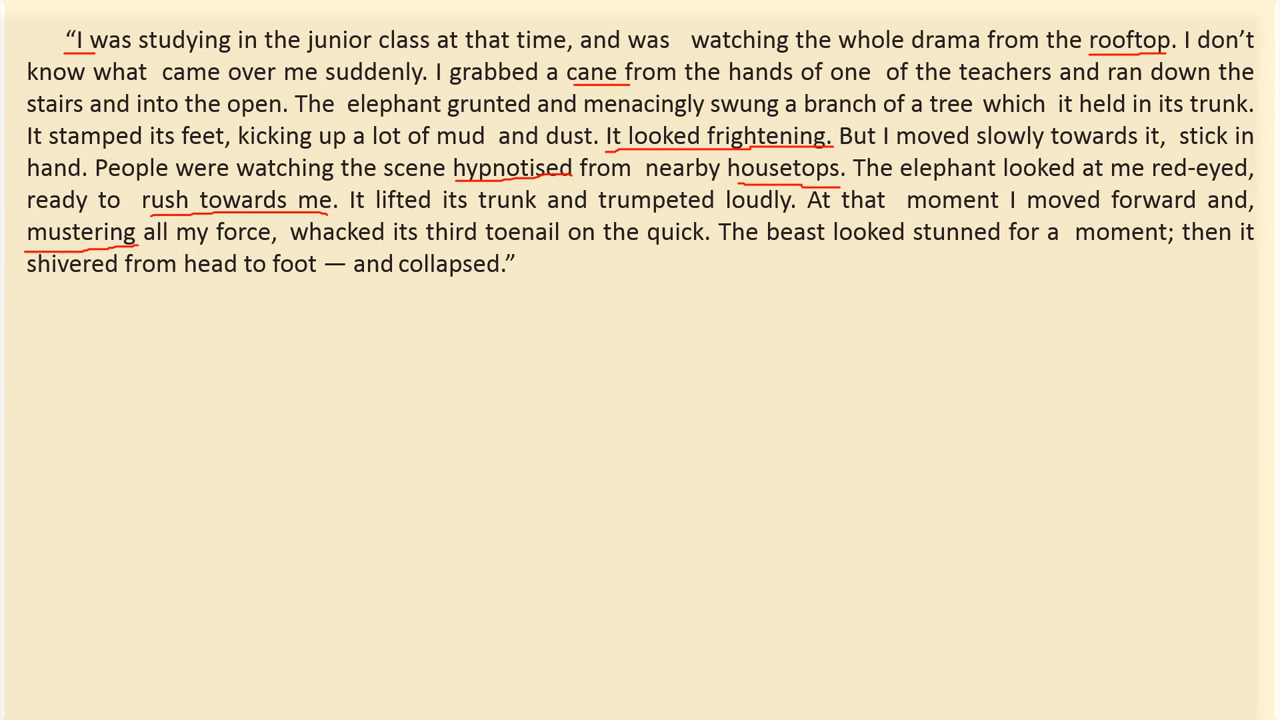 “I was studying in the junior class at that time, and was watching the whole drama from the rooftop. I don’t
know what came over me suddenly. I grabbed a cane from the hands of one of the teachers and ran down the
stairs and into the open. The elephant grunted and menacingly swung a branch of a tree which it held in its trunk.
It stamped its feet, kicking up a lot of mud and dust. It looked frightening. But I moved slowly towards it, stick in
hand. People were watching the scene hypnotised from nearby housetops. The elephant looked at me red-eyed,
ready to rush towards me. It lifted its trunk and trumpeted loudly. At that moment I moved forward and,
mustering all my force, whacked its third toenail on the quick. The beast looked stunned for a moment; then it
shivered from head to foot — and collapsed.”